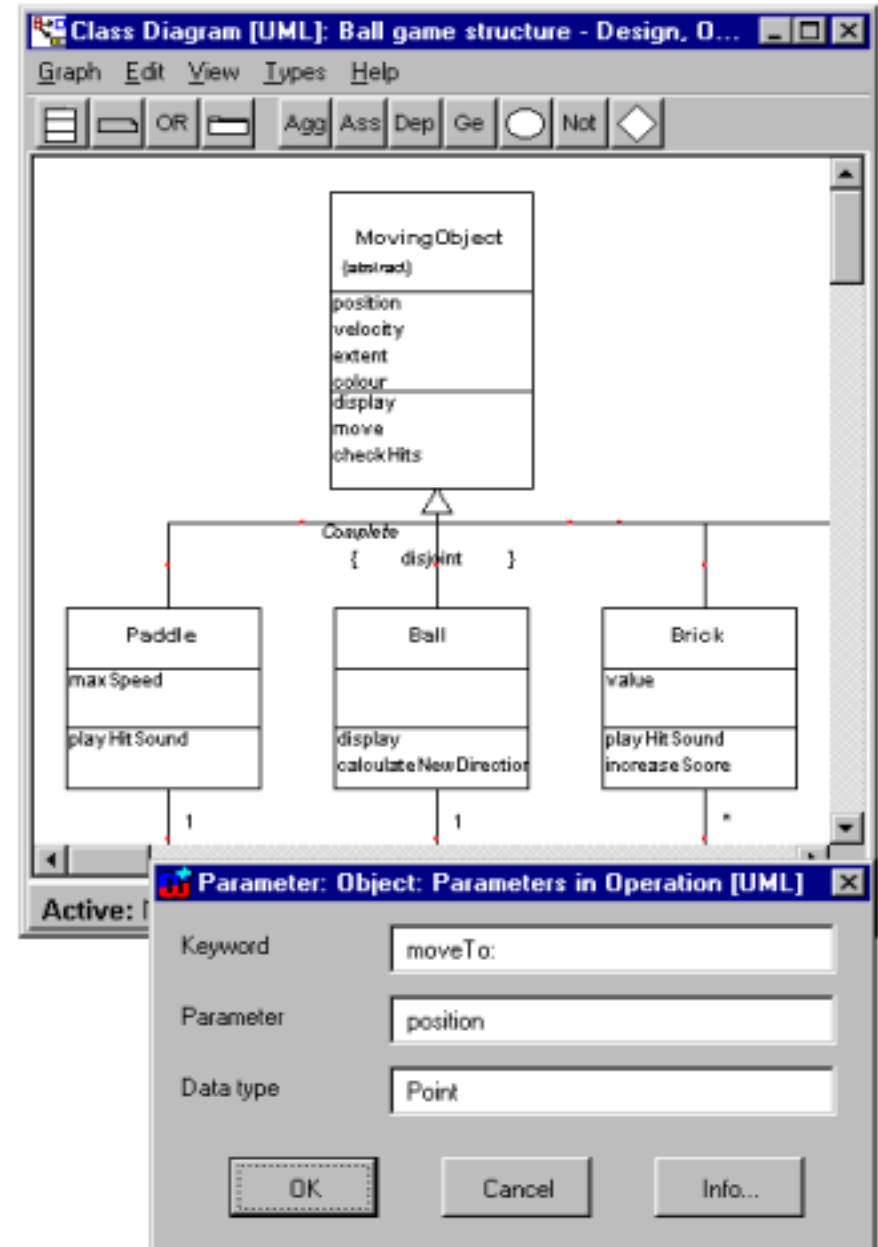 Class Diagram [UML]: Ball game structure - Design, O...
Graph Edit View Types Help
OR Agg Ass Dep Ge Not
MovingObject
{abstract}
position
velocity
extent
colour
display
move
checkHits
Complete
{ disjoint }
Paddle
maxSpeed
playHitSound
1
Ball
display
calculateNewDirection
1
Brick
value
playHitSound
increaseScore
*
Active:
Parameter: Object: Parameters in Operation [UML]
Keyword moveTo:
Parameter position
Data type Point
OK Cancel Info...